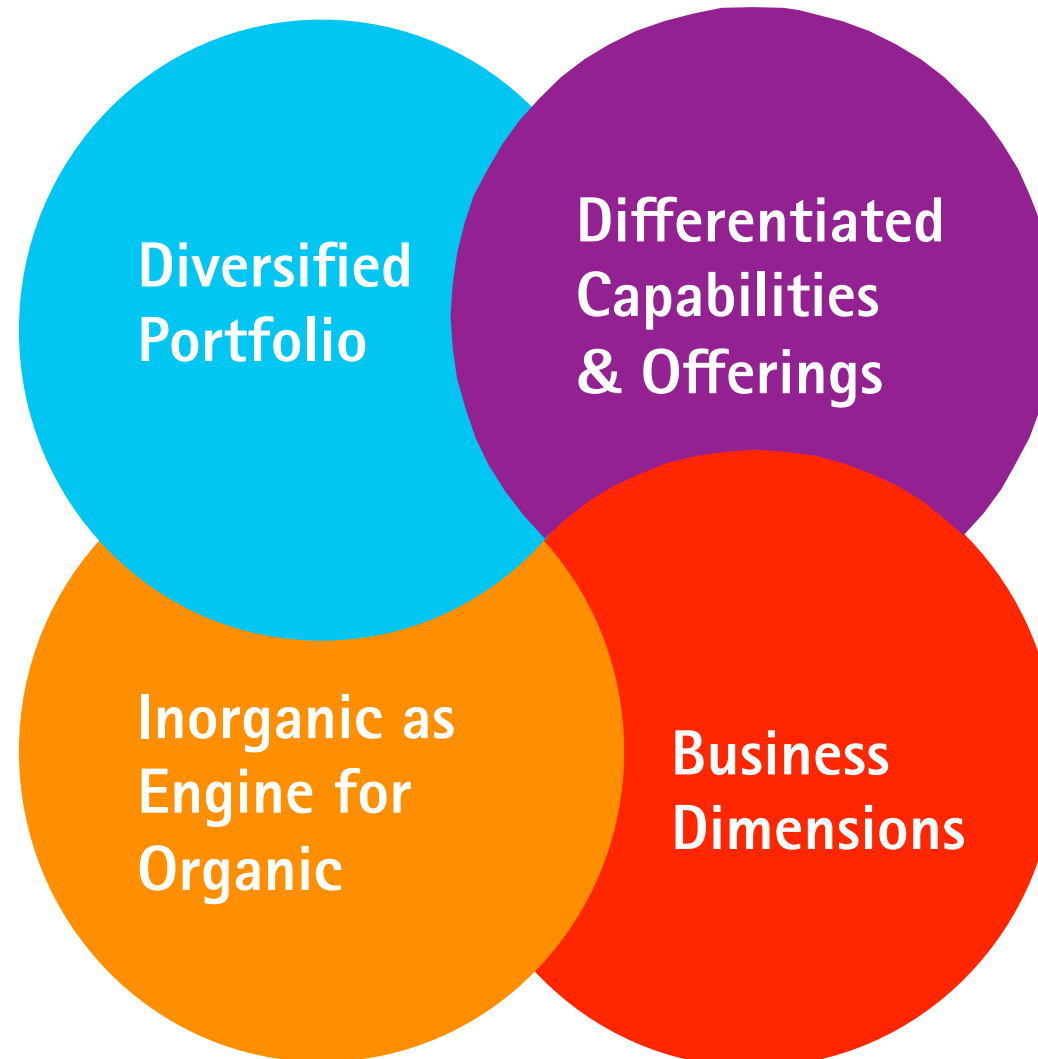 Diversified
Portfolio
Differentiated
Capabilities
& Offerings
Inorganic as
Engine for
Organic
Business
Dimensions